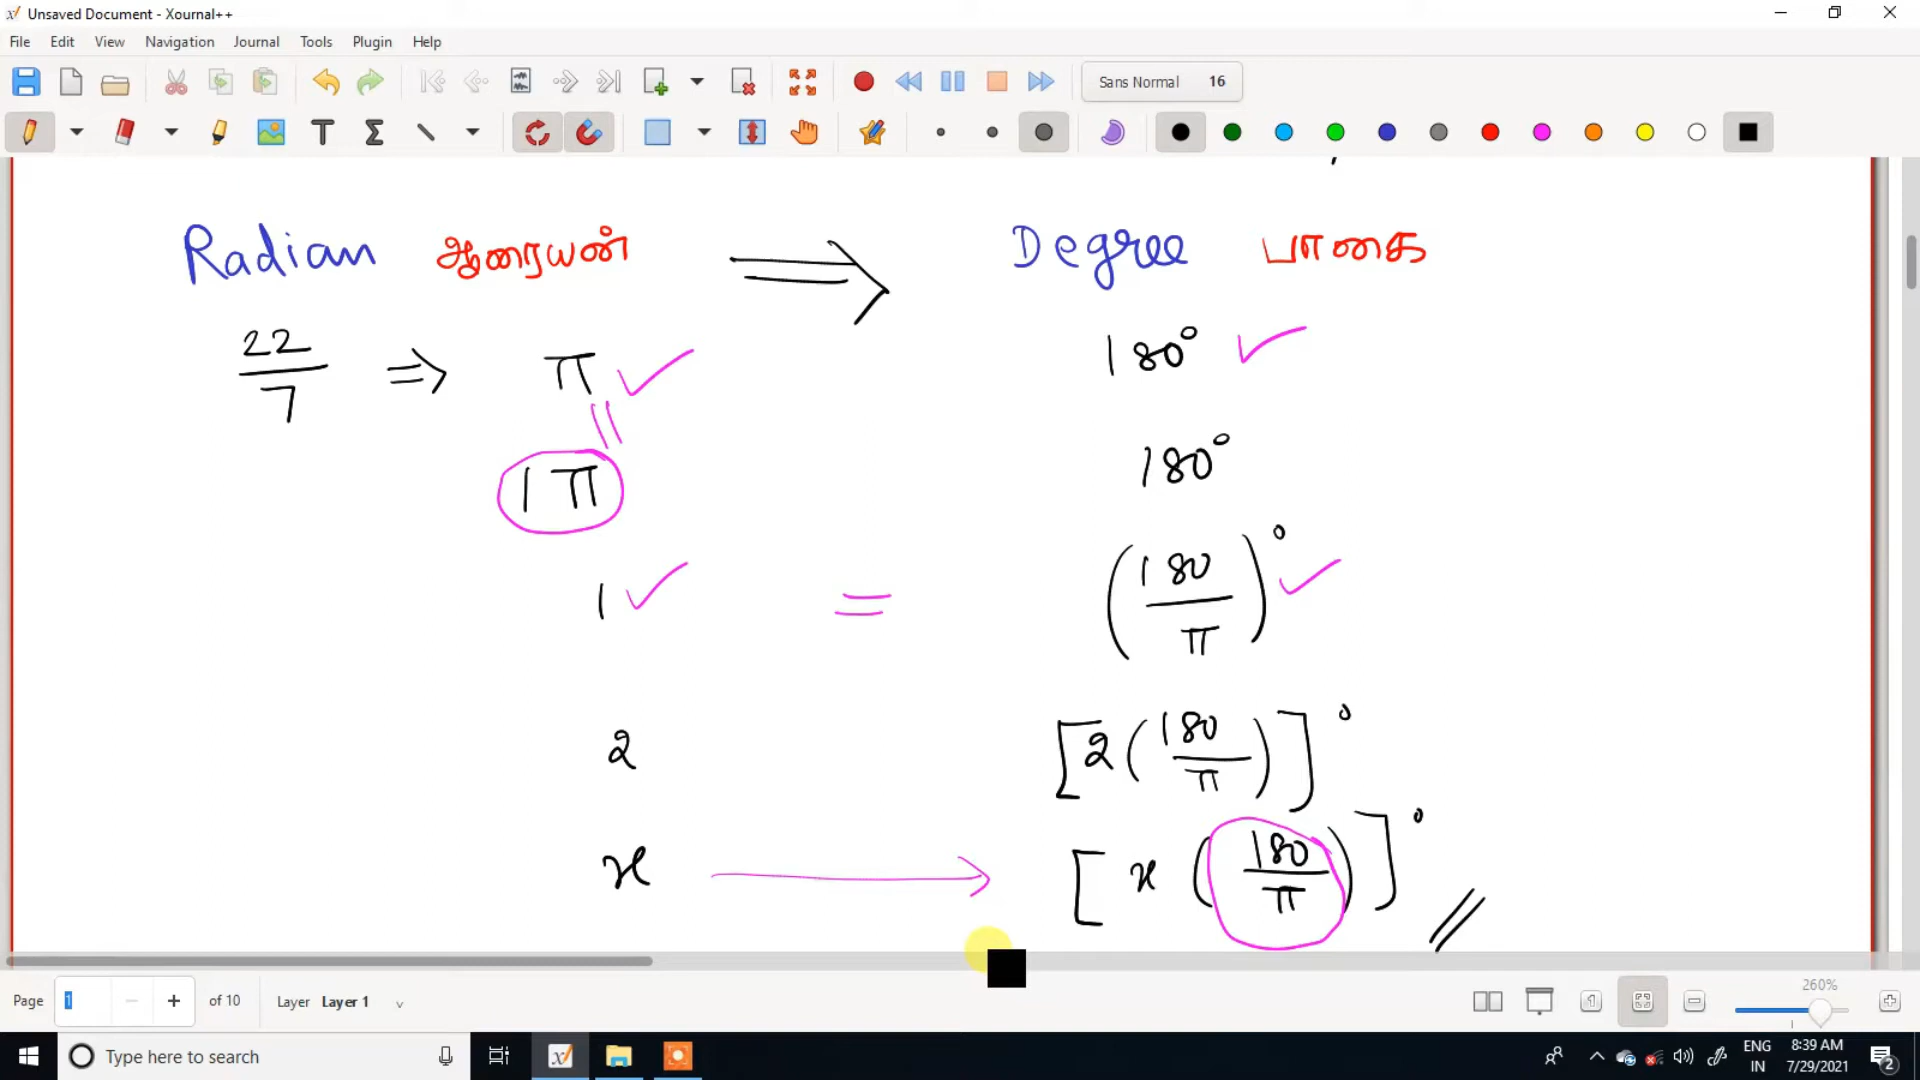 Unsaved Document - Xournal++
File Edit View Navigation Journal Tools Plugin Help
Sans Normal 16
Radian ஆரையன் ⇒ Degree பாகை
22/7 ⇒ π ✓ 180° ✓
||
1π 180°
1 ✓ = (180/π)° ✓
2 [2(180/π)]°
x → [x(180/π)]° //
Page 1 of 10 Layer Layer 1 260%
Type here to search
ENG 8:39 AM
IN 7/29/2021 2